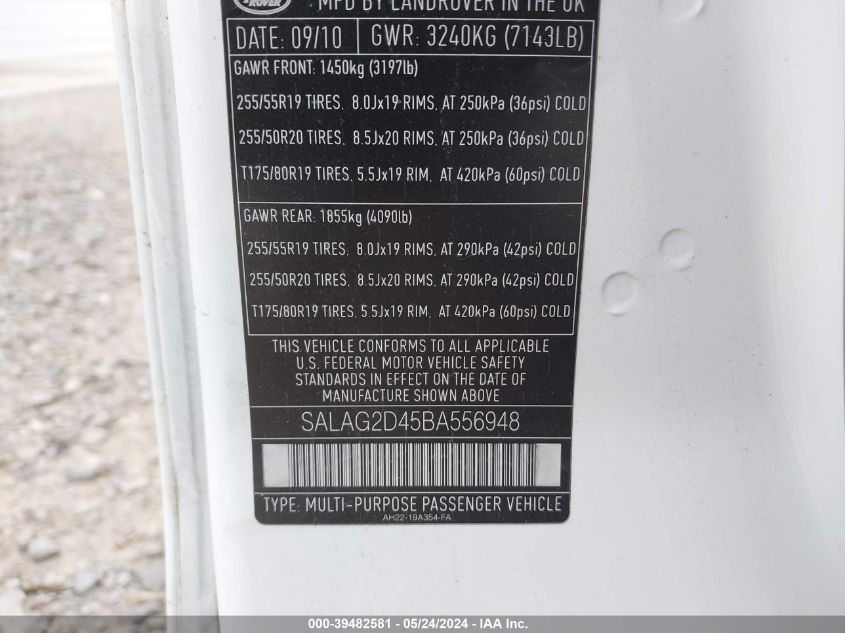 ROVER
MFD BY LANDROVER IN THE UK
DATE: 09/10 GWR: 3240KG (7143LB)
GAWR FRONT: 1450kg (3197lb)
255/55R19 TIRES, 8.0Jx19 RIMS, AT 250kPa (36psi) COLD
255/50R20 TIRES, 8.5Jx20 RIMS, AT 250kPa (36psi) COLD
T175/80R19 TIRES, 5.5Jx19 RIM, AT 420kPa (60psi) COLD
GAWR REAR: 1855kg (4090lb)
255/55R19 TIRES, 8.0Jx19 RIMS, AT 290kPa (42psi) COLD
255/50R20 TIRES, 8.5Jx20 RIMS, AT 290kPa (42psi) COLD
T175/80R19 TIRES, 5.5Jx19 RIM, AT 420kPa (60psi) COLD
THIS VEHICLE CONFORMS TO ALL APPLICABLE
U.S. FEDERAL MOTOR VEHICLE SAFETY
STANDARDS IN EFFECT ON THE DATE OF
MANUFACTURE SHOWN ABOVE
SALAG2D45BA556948
TYPE: MULTI-PURPOSE PASSENGER VEHICLE
AH22-19A354-FA
000-39482581 - 05/24/2024 - IAA Inc.